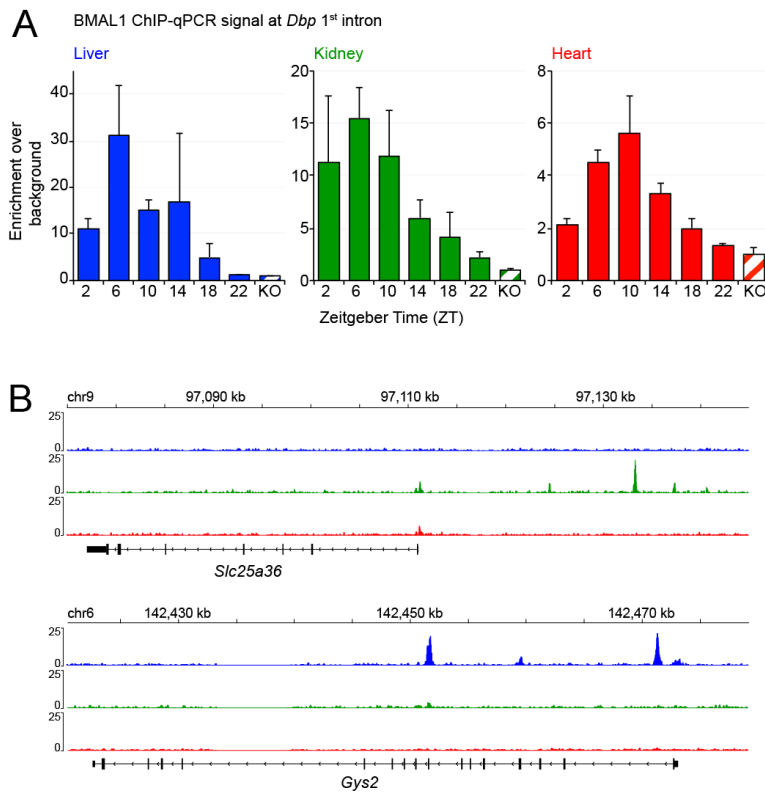 A
BMAL1 ChIP-qPCR signal at Dbp 1st intron
Liver Kidney Heart
Enrichment over
background
40
30
20
10
0
2 6 10 14 18 22 KO
20
15
10
5
0
2 6 10 14 18 22 KO
8
6
4
2
0
2 6 10 14 18 22 KO
Zeitgeber Time (ZT)
B
chr9 97,090 kb 97,110 kb 97,130 kb
25
0
25
0
25
0
Slc25a36
chr6 142,430 kb 142,450 kb 142,470 kb
25
0
25
0
25
0
Gys2